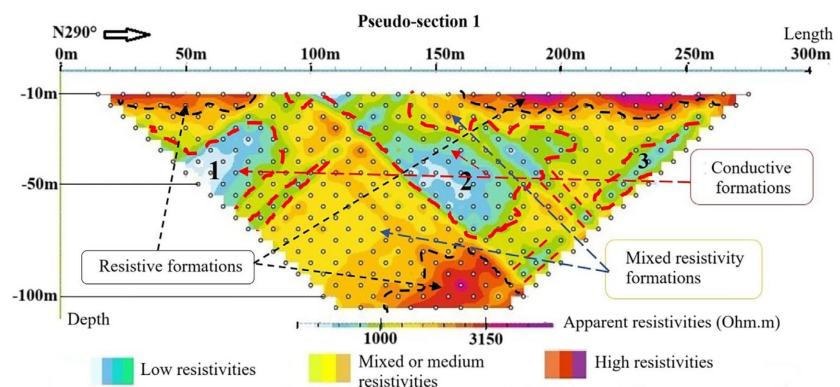 Pseudo-section 1
N290°
Length
0m 50m 100m 150m 200m 250m 300m
-10m
1
2
3
-50m
Conductive
formations
Resistive formations
Mixed resistivity
formations
-100m
Depth
Apparent resistivities (Ohm.m)
1000 3150
Low resistivities
Mixed or medium
resistivities
High resistivities